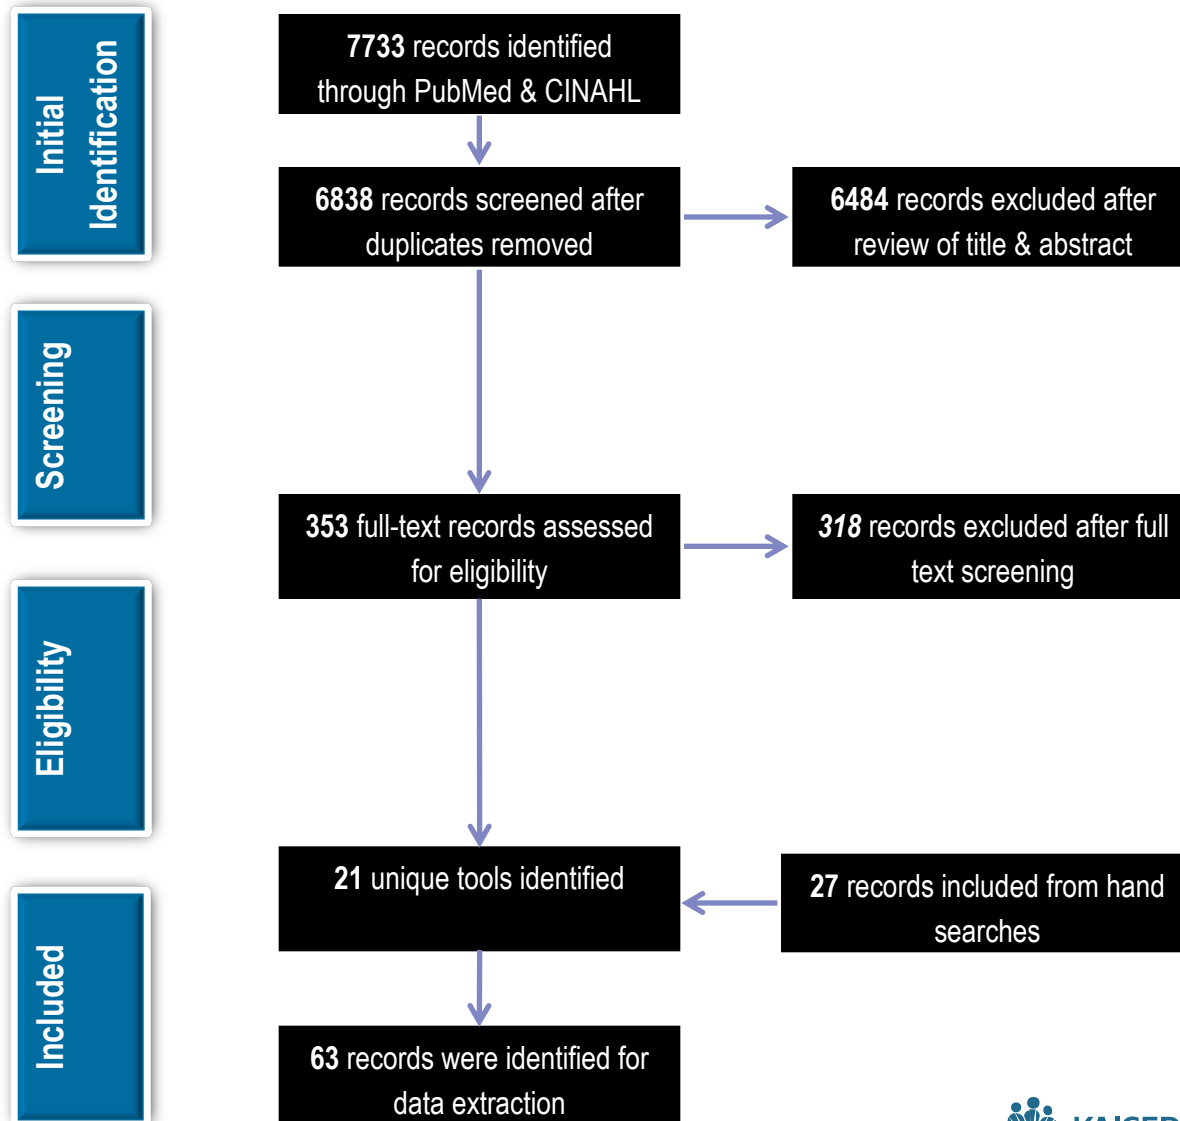 Initial
Identification
7733 records identified
through PubMed & CINAHL
6838 records screened after
duplicates removed
6484 records excluded after
review of title & abstract
Screening
353 full-text records assessed
for eligibility
318 records excluded after full
text screening
Eligibility
21 unique tools identified
27 records included from hand
searches
Included
63 records were identified for
data extraction